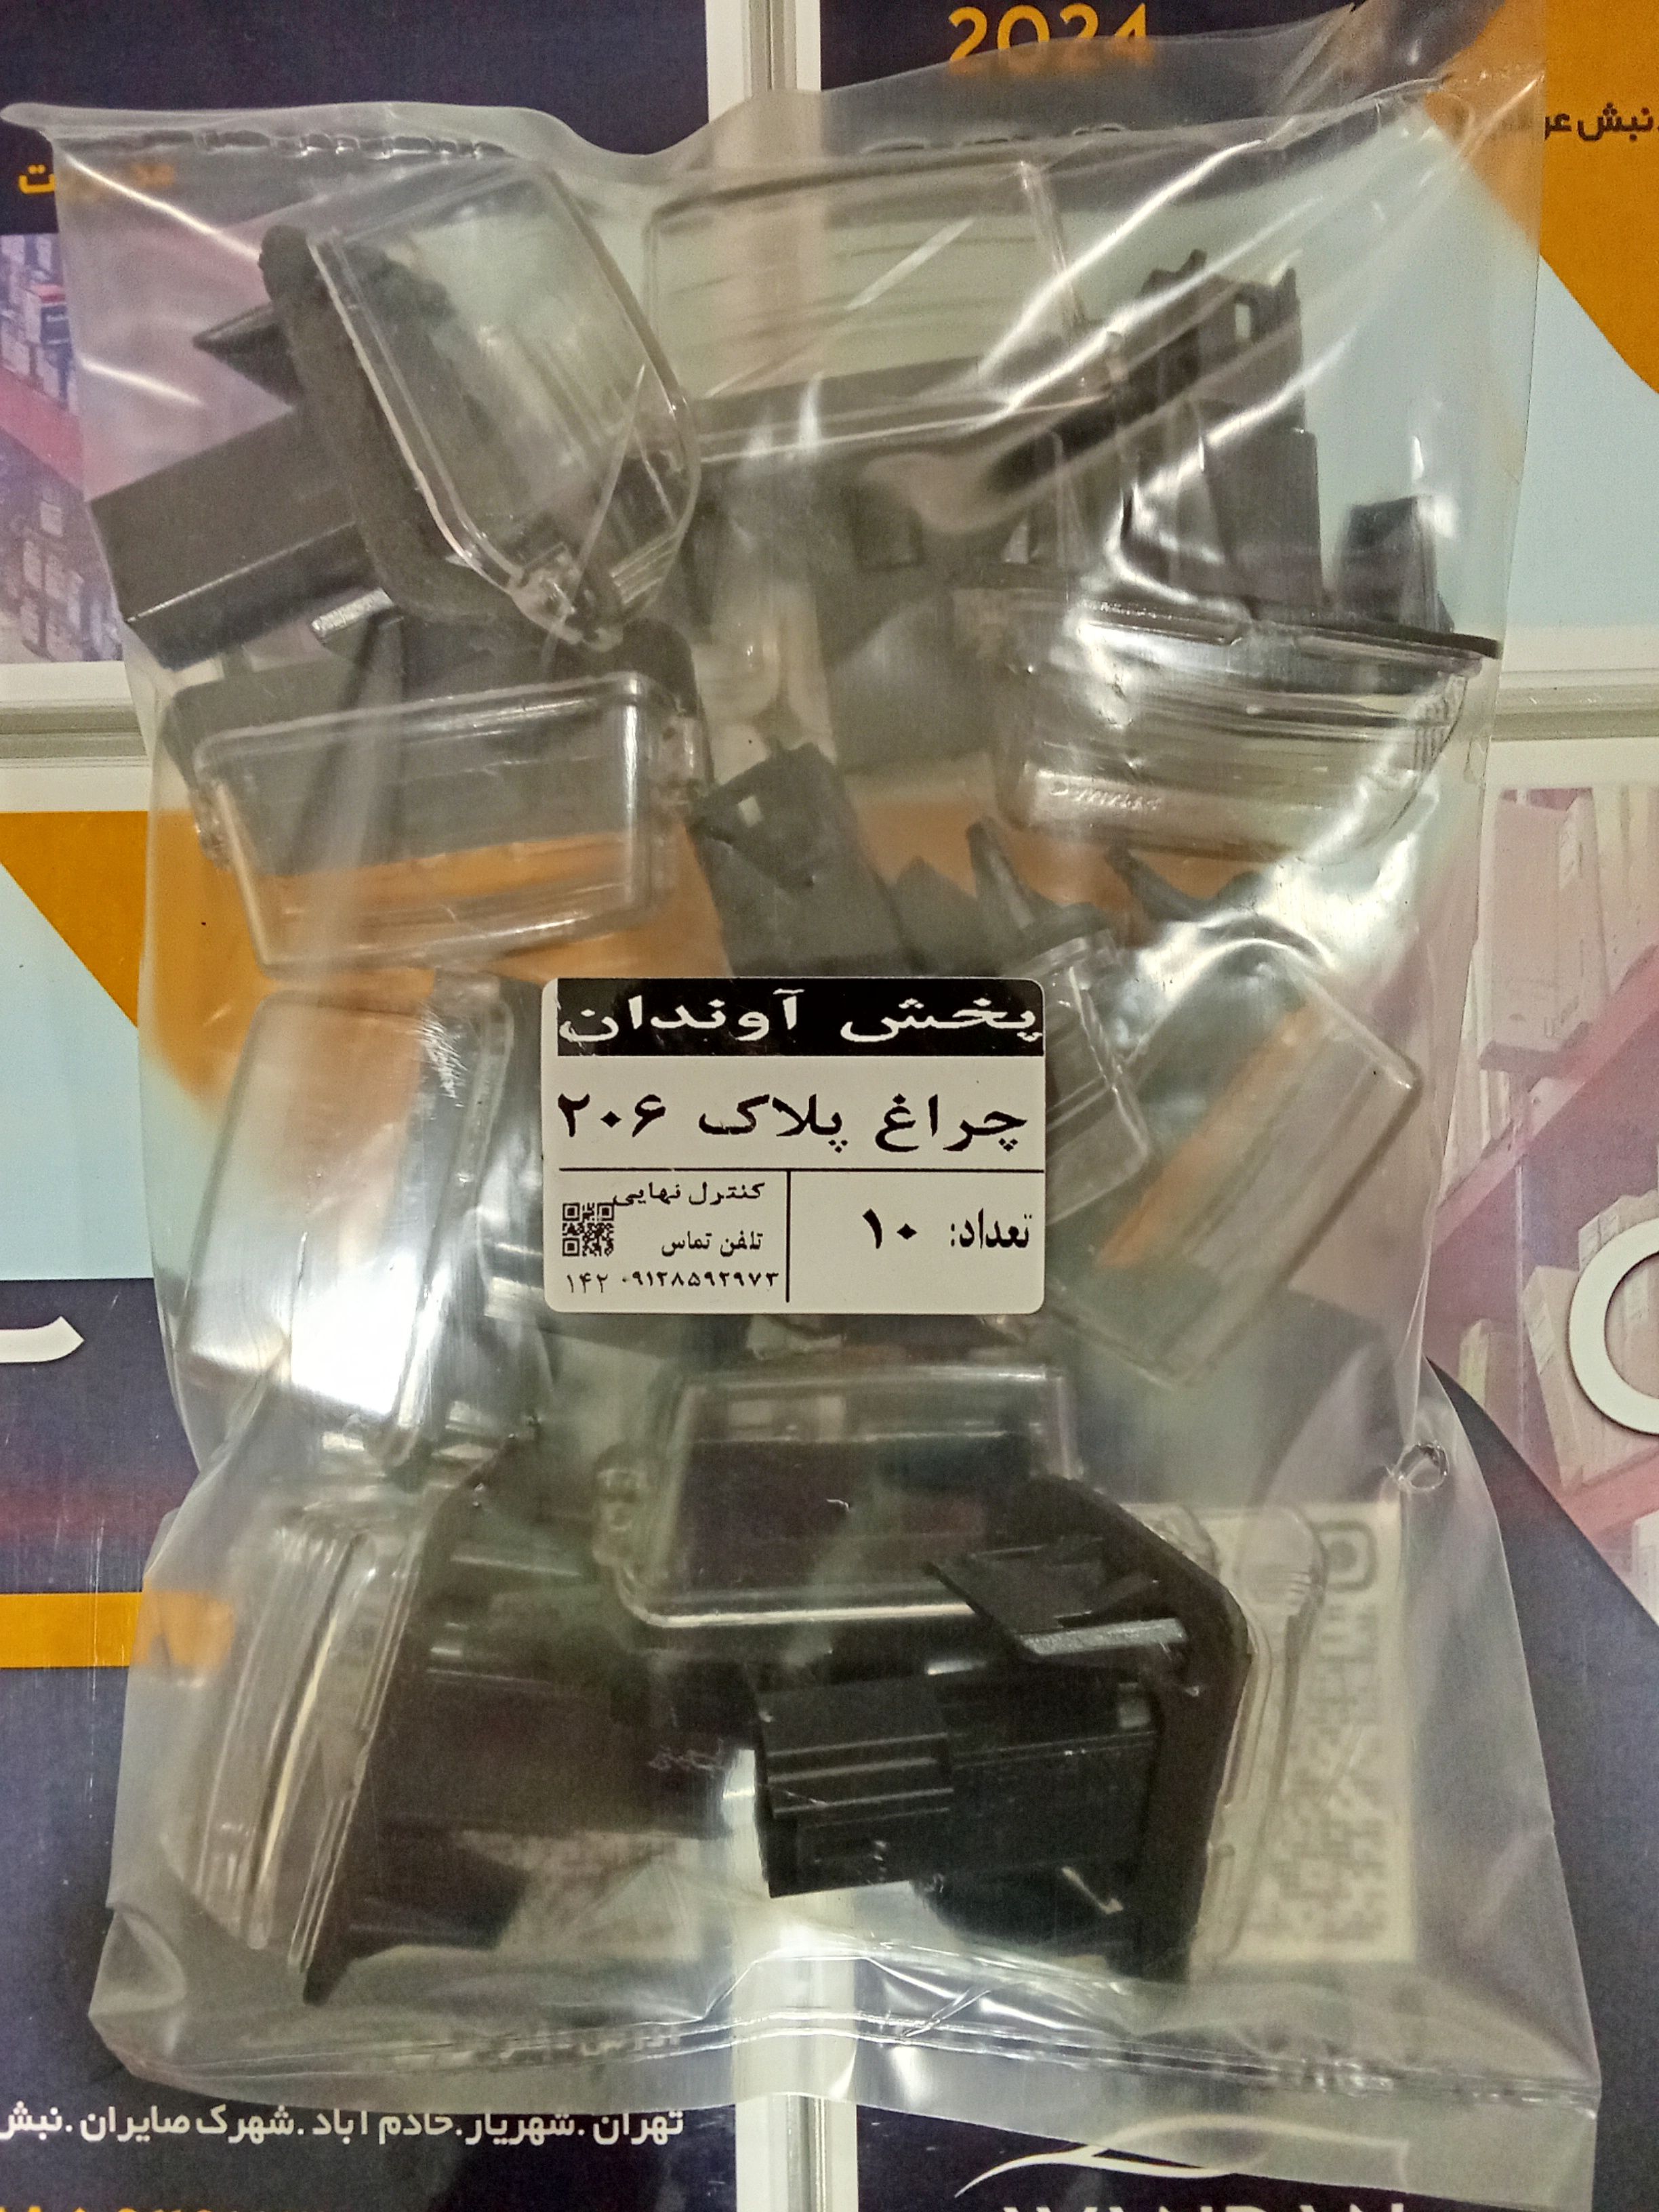 2024
پخش آوندان
چراغ پلاک ۲۰۶
تعداد: ۱۰
کنترل نهایی
تلفن تماس
۱۴۲ ۰۹۱۲۸۵۹۲۹۷۳
تهران .شهریار.خادم آباد .شهرک صایران .نبش